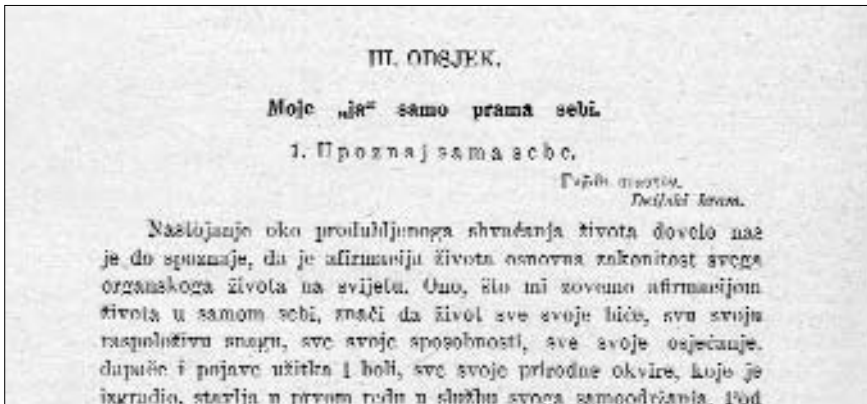 III. ODSJEK.
Moje „ja“ samo prama sebi.
1. Upoznaj sama sebe.
Delfski hram.
Nastojanje oko produbljenoga shvaćanja života dovelo nas
je do spoznaje, da je afirmacija života osnovna zakonitost svega
organskoga života na svijetu. Ono, što mi zovemo afirmacijom
života u samom sebi, znači da život sve svoje biće, svu svoju
raspoloživu snagu, sve svoje sposobnosti, sve svoje osjećanje,
dapače i pojave užitka i boli, sve svoje prirodne okvire, koje je
izgradio, stavlja u prvom redu u službu svoga samoodržanja. Pod